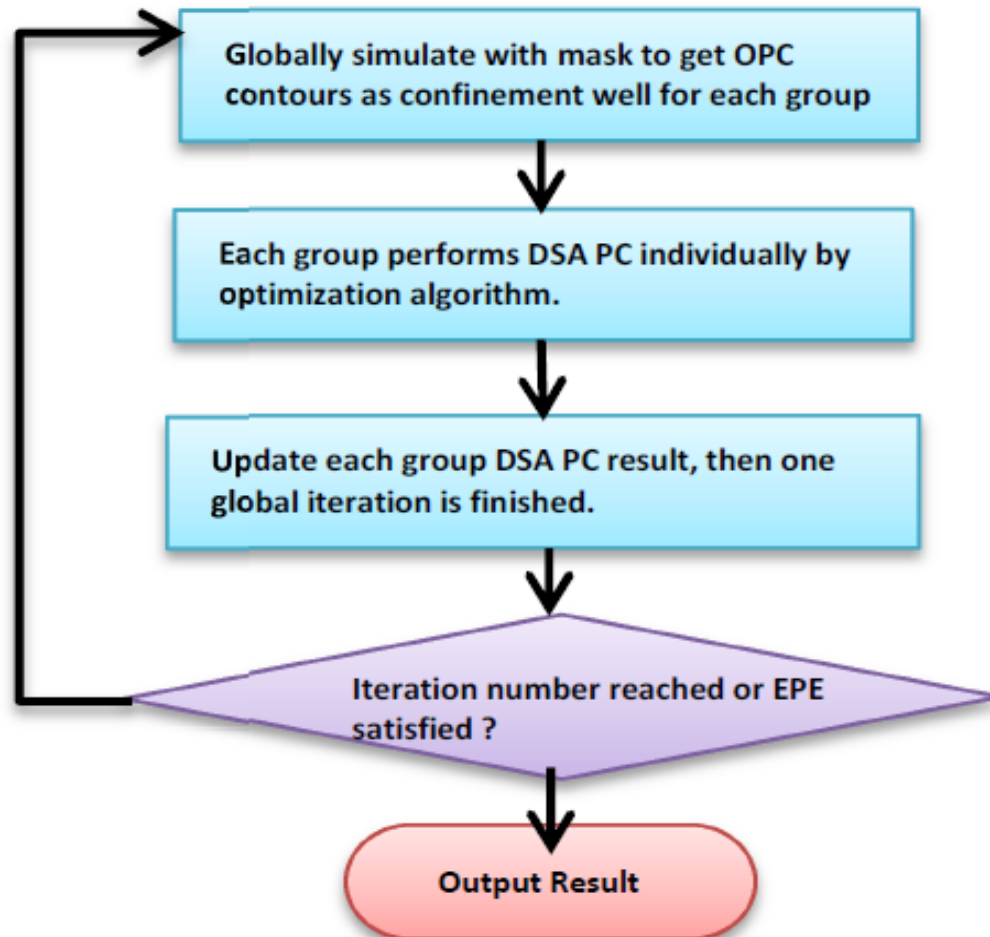 Globally simulate with mask to get OPC
contours as confinement well for each group
Each group performs DSA PC individually by
optimization algorithm.
Update each group DSA PC result, then one
global iteration is finished.
Iteration number reached or EPE
satisfied ?
Output Result